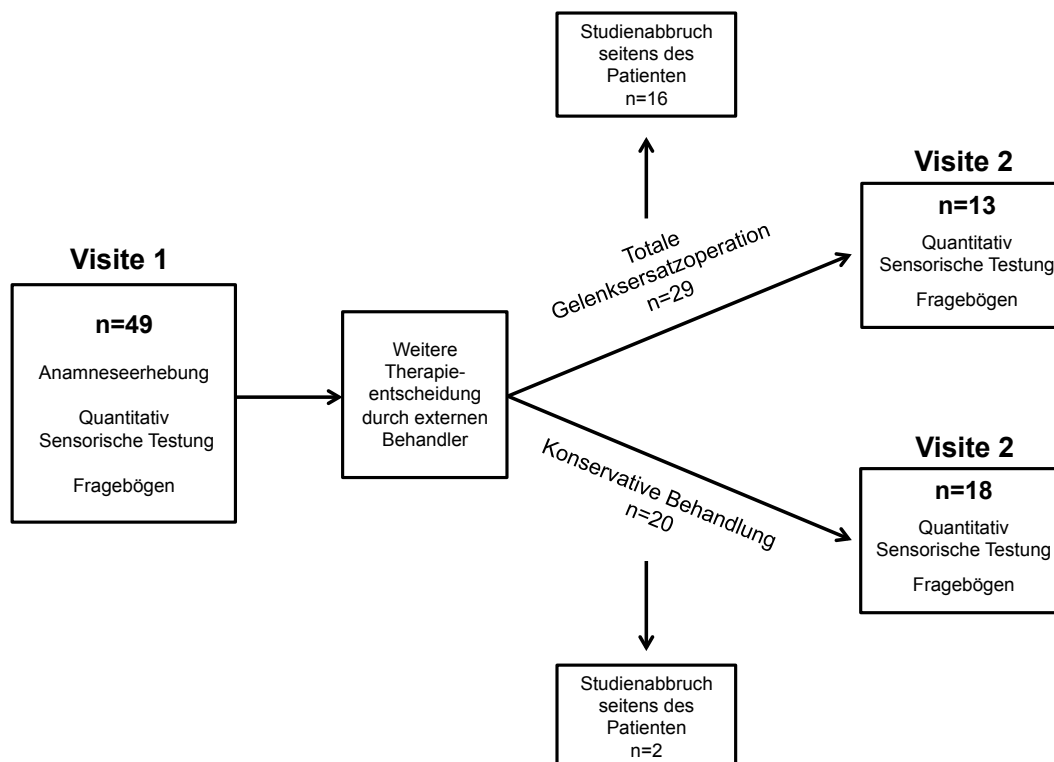 Studienabbruch
seitens des
Patienten
n=16
Visite 1
n=49
Anamneseerhebung
Quantitativ
Sensorische Testung
Fragebögen
Weitere
Therapie-
entscheidung
durch externen
Behandler
Totale
Gelenksersatzoperation
n=29
Konservative Behandlung
n=20
Visite 2
n=13
Quantitativ
Sensorische Testung
Fragebögen
Visite 2
n=18
Quantitativ
Sensorische Testung
Fragebögen
Studienabbruch
seitens des
Patienten
n=2